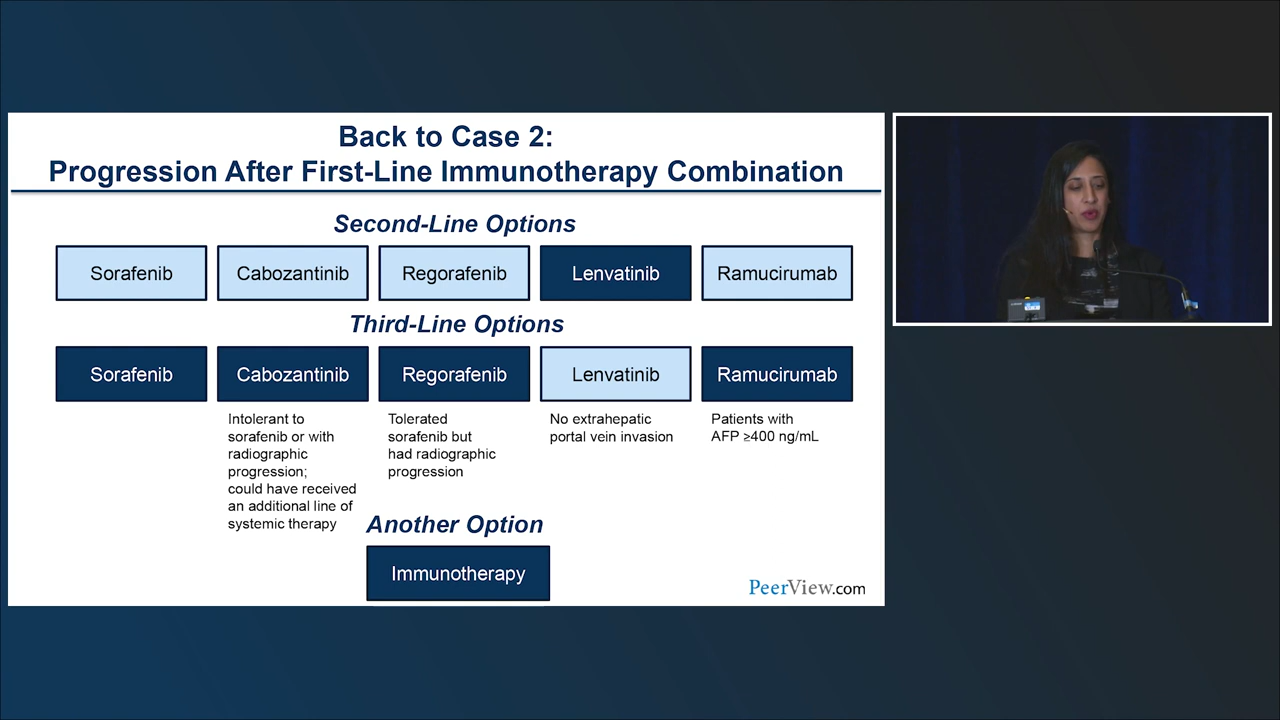 Back to Case 2:
Progression After First-Line Immunotherapy Combination
Second-Line Options
Sorafenib
Cabozantinib
Regorafenib
Lenvatinib
Ramucirumab
Third-Line Options
Sorafenib
Cabozantinib
Regorafenib
Lenvatinib
Ramucirumab
Intolerant to
sorafenib or with
radiographic
progression;
could have received
an additional line of
systemic therapy
Tolerated
sorafenib but
had radiographic
progression
No extrahepatic
portal vein invasion
Patients with
AFP ≥400 ng/mL
Another Option
Immunotherapy
PeerView.com